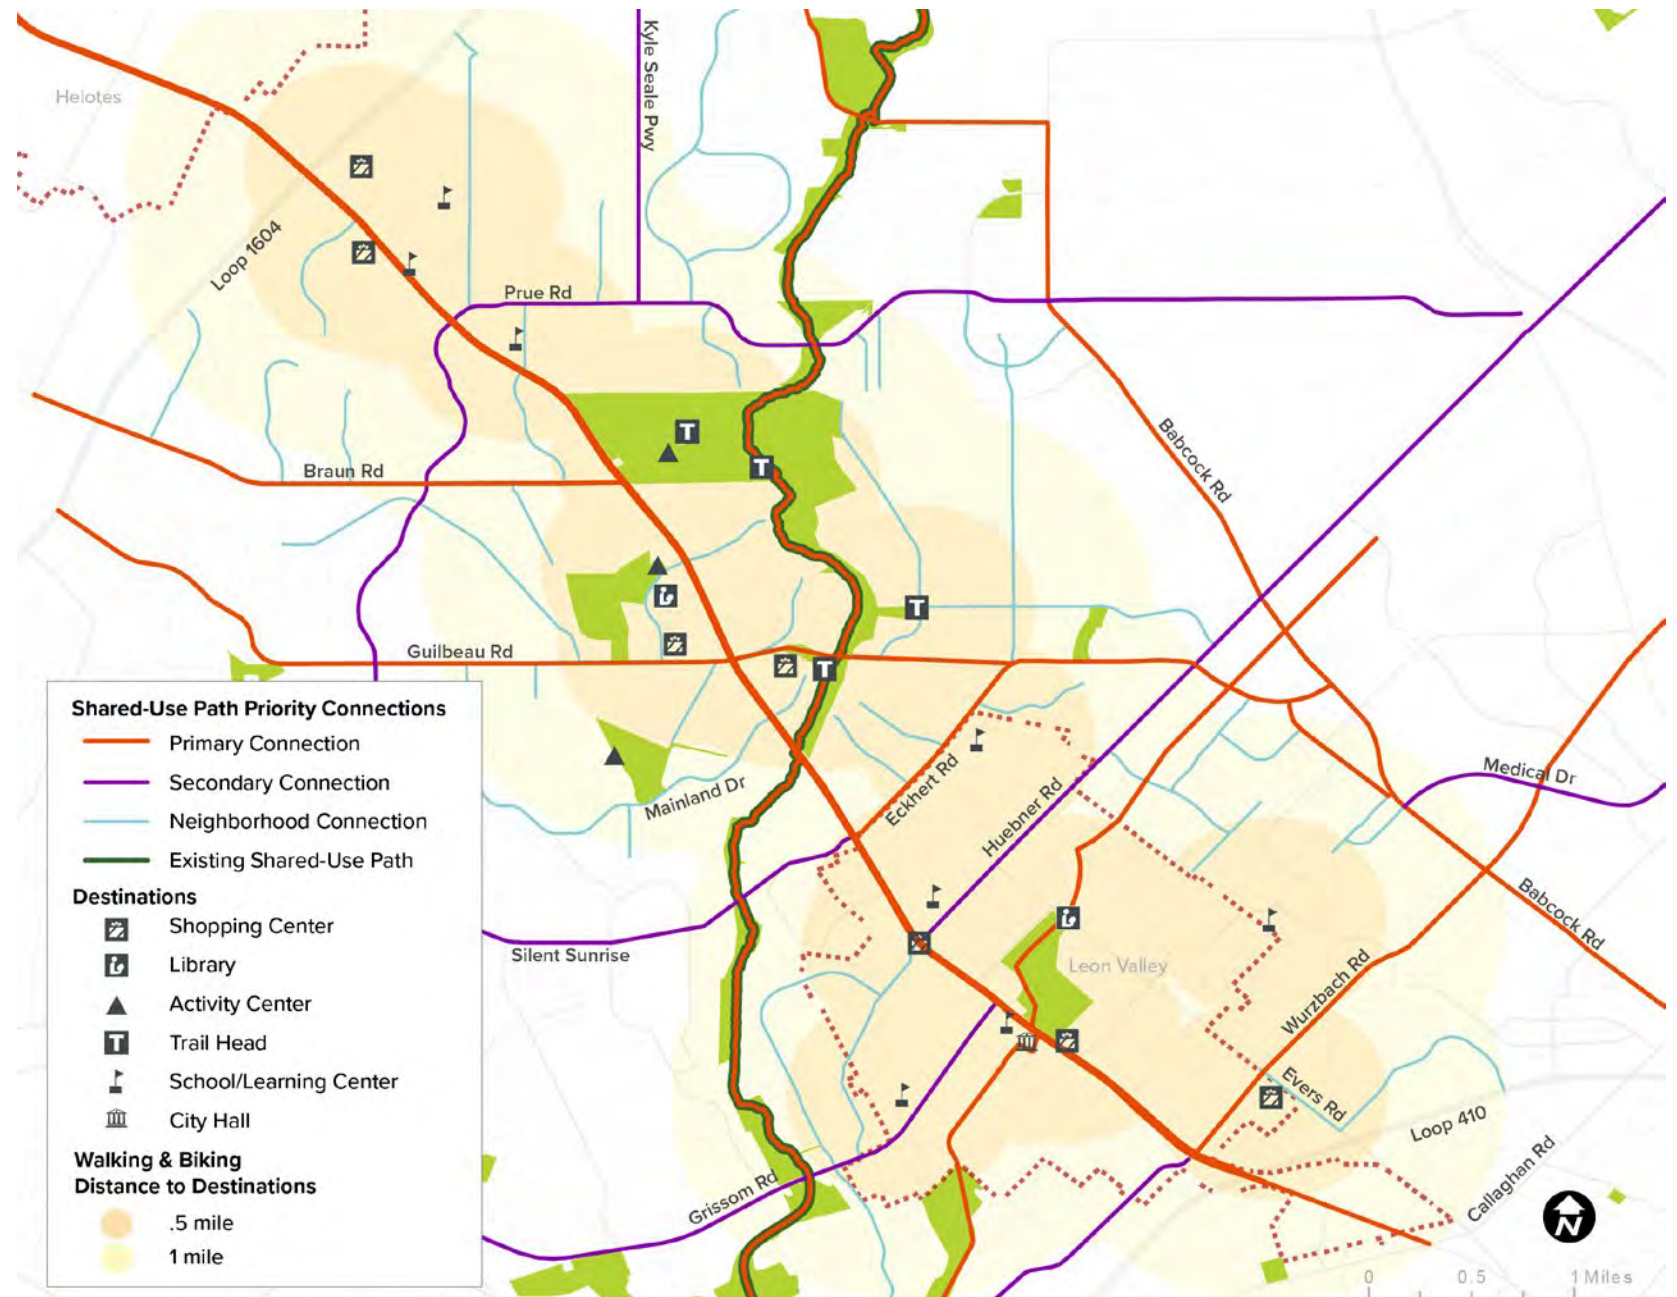 Helotes
Kyle Seale Pwy
Loop 1604
Prue Rd
Babcock Rd
Braun Rd
Guilbeau Rd
Mainland Dr
Eckhert Rd
Huebner Rd
Medical Dr
Babcock Rd
Silent Sunrise
Leon Valley
Wurzbach Rd
Evers Rd
Loop 410
Callaghan Rd
Grissom Rd
Shared-Use Path Priority Connections
Primary Connection
Secondary Connection
Neighborhood Connection
Existing Shared-Use Path
Destinations
Shopping Center
Library
Activity Center
T Trail Head
School/Learning Center
City Hall
Walking & Biking
Distance to Destinations
.5 mile
1 mile
T
T
T
T
N
0 0.5 1 Miles